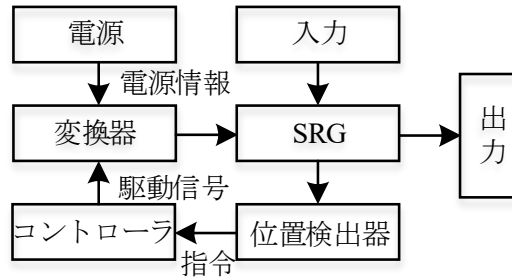 電源
入力
電源情報
変換器
SRG
出
力
駆動信号
コントローラ
位置検出器
指令